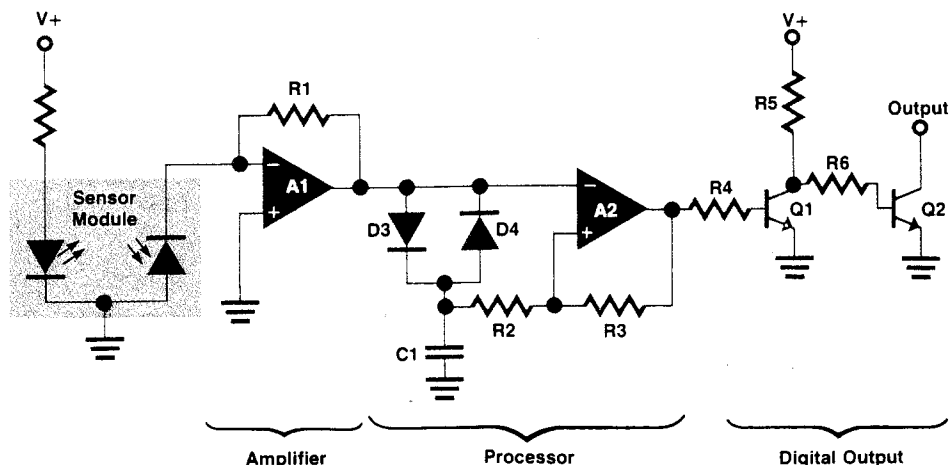 V+
V+
R1
R5
Output
Sensor
Module
−
A1
+
R6
D3
D4
−
A2
+
R4
Q1
Q2
R2
R3
C1
Amplifier
Processor
Digital Output